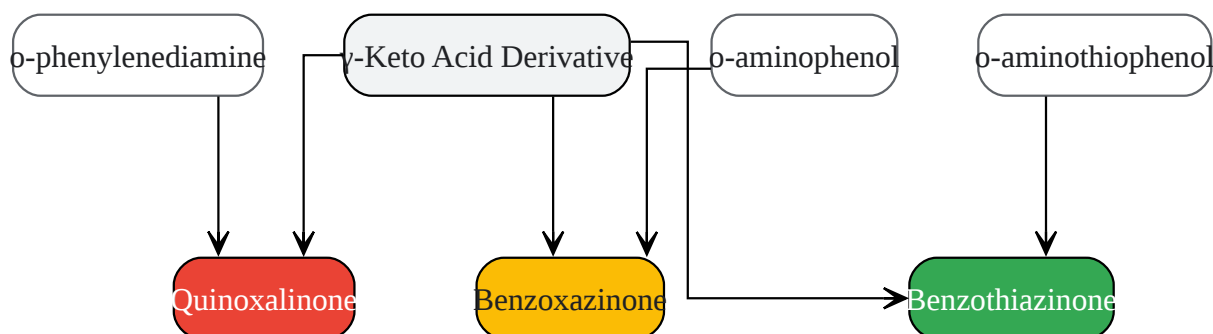 o-phenylenediamine
γ-Keto Acid Derivative
o-aminophenol
o-aminothiophenol
Quinoxalinone
Benzoxazinone
Benzothiazinone